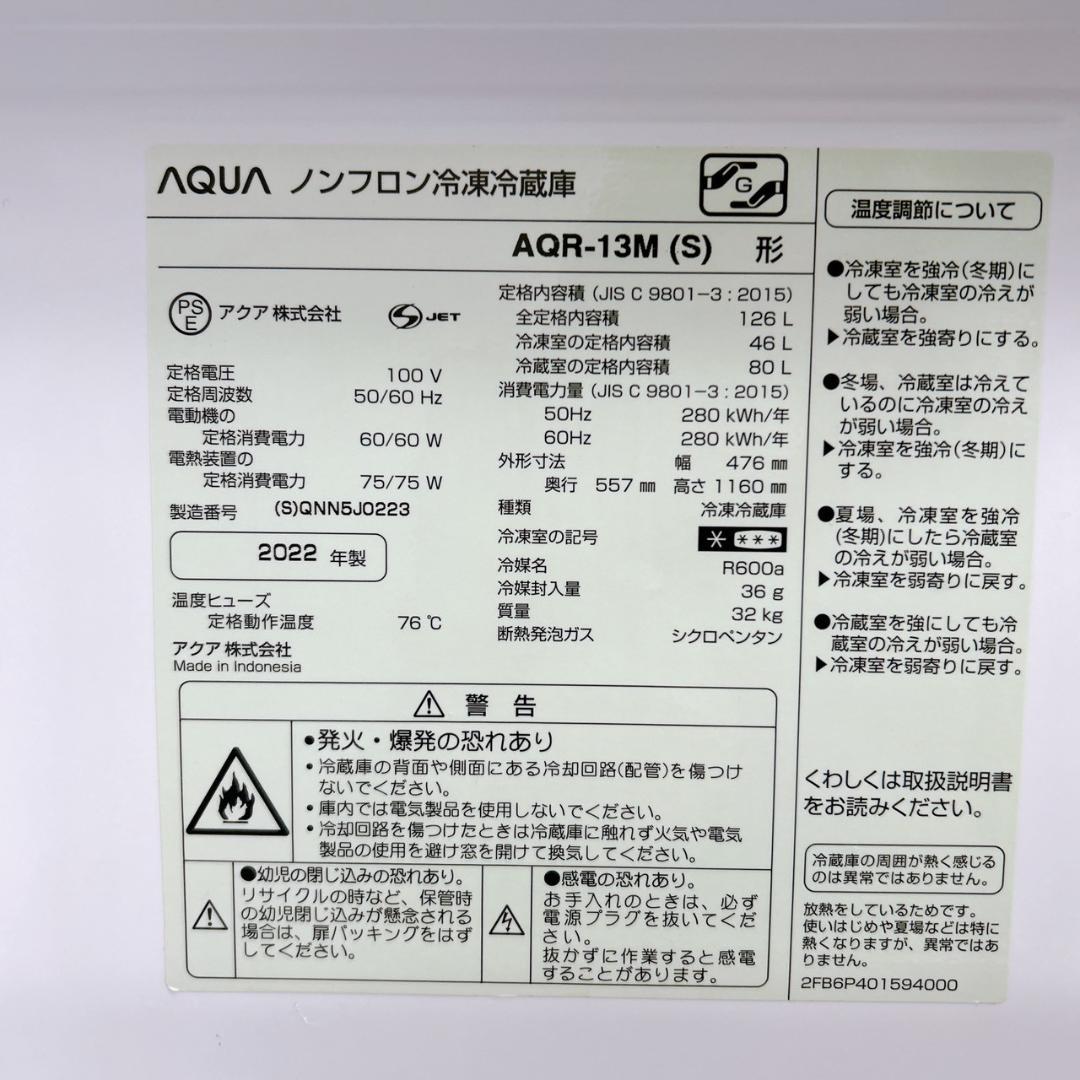 AQUA ノンフロン冷凍冷蔵庫
G
AQR-13M (S) 形
PS
E
アクア 株式会社
S JET
定格電圧 100 V
定格周波数 50/60 Hz
電動機の
定格消費電力 60/60 W
電熱装置の
定格消費電力 75/75 W
製造番号 (S)QNN5J0223
2022 年製
温度ヒューズ
定格動作温度 76 ℃
アクア 株式会社
Made in Indonesia
定格内容積 (JIS C 9801-3 : 2015)
全定格内容積 126 L
冷凍室の定格内容積 46 L
冷蔵室の定格内容積 80 L
消費電力量 (JIS C 9801-3 : 2015)
50Hz 280 kWh/年
60Hz 280 kWh/年
外形寸法 幅 476 ㎜
奥行 557 ㎜ 高さ 1160 ㎜
種類 冷凍冷蔵庫
冷凍室の記号 * ***
冷媒名 R600a
冷媒封入量 36 g
質量 32 kg
断熱発泡ガス シクロペンタン
⚠ 警 告
•発火・爆発の恐れあり
•冷蔵庫の背面や側面にある冷却回路(配管)を傷つけ
ないでください。
•庫内では電気製品を使用しないでください。
•冷却回路を傷つけたときは冷蔵庫に触れず火気や電気
製品の使用を避け窓を開けて換気してください。
●幼児の閉じ込みの恐れあり。
リサイクルの時など、保管時
の幼児閉じ込みが懸念される
場合は、扉パッキングをはず
してください。
●感電の恐れあり。
お手入れのときは、必ず
電源プラグを抜いてくだ
さい。
抜かずに作業すると感電
することがあります。
温度調節について
●冷凍室を強冷(冬期)に
しても冷凍室の冷えが
弱い場合。
▶冷蔵室を強寄りにする。
●冬場、冷蔵室は冷えて
いるのに冷凍室の冷え
が弱い場合。
▶冷凍室を強冷(冬期)に
する。
●夏場、冷凍室を強冷
(冬期)にしたら冷蔵室
の冷えが弱い場合。
▶冷凍室を弱寄りに戻す。
●冷蔵室を強にしても冷
蔵室の冷えが弱い場合。
▶冷凍室を弱寄りに戻す。
くわしくは取扱説明書
をお読みください。
冷蔵庫の周囲が熱く感じる
のは異常ではありません。
放熱をしているためです。
使いはじめや夏場などは特に
熱くなりますが、異常ではあ
りません。
2FB6P401594000